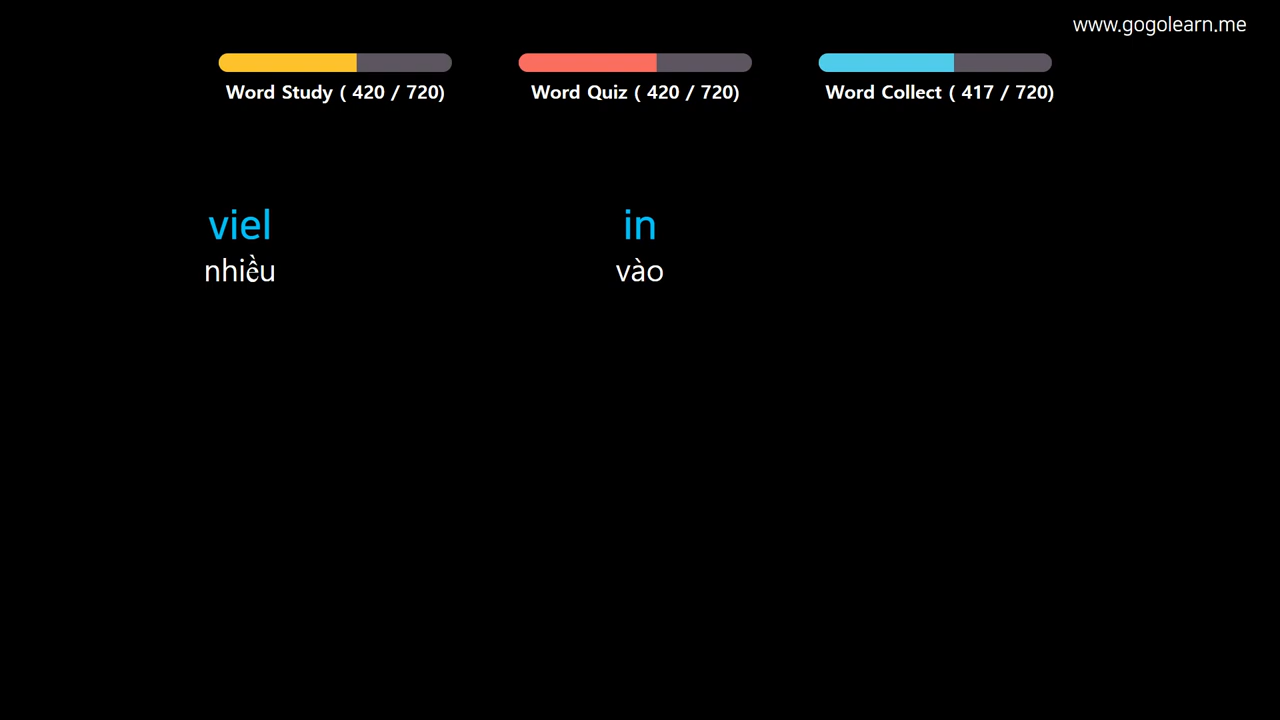 www.gogolearn.me
Word Study ( 420 / 720)
Word Quiz ( 420 / 720)
Word Collect ( 417 / 720)
viel
nhiều
in
vào